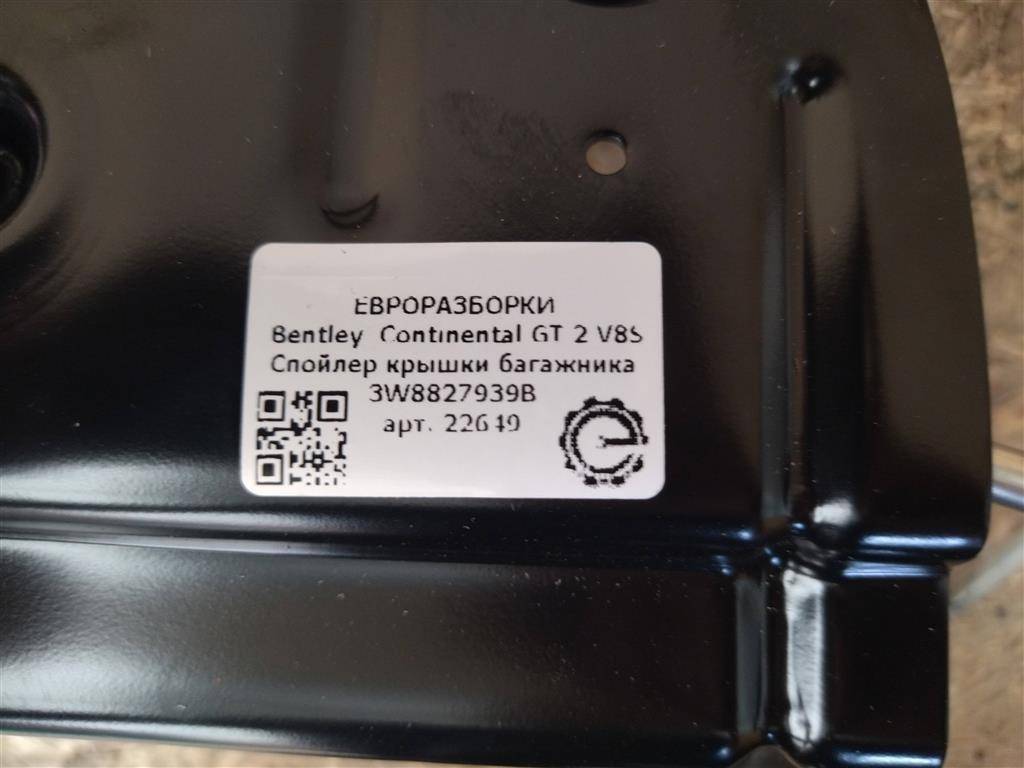 ЕВРОРАЗБОРКИ
Bentley Continental GT 2 V8S
Спойлер крышки багажника
3W8827939B
арт. 22649